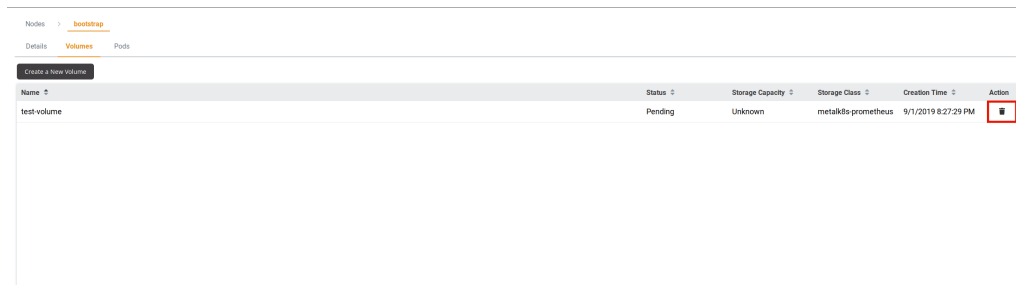 Nodes > bootstrap
Details Volumes Pods
Create a New Volume
Name Status Storage Capacity Storage Class Creation Time Action
test-volume Pending Unknown metalk8s-prometheus 9/1/2019 8:27:29 PM